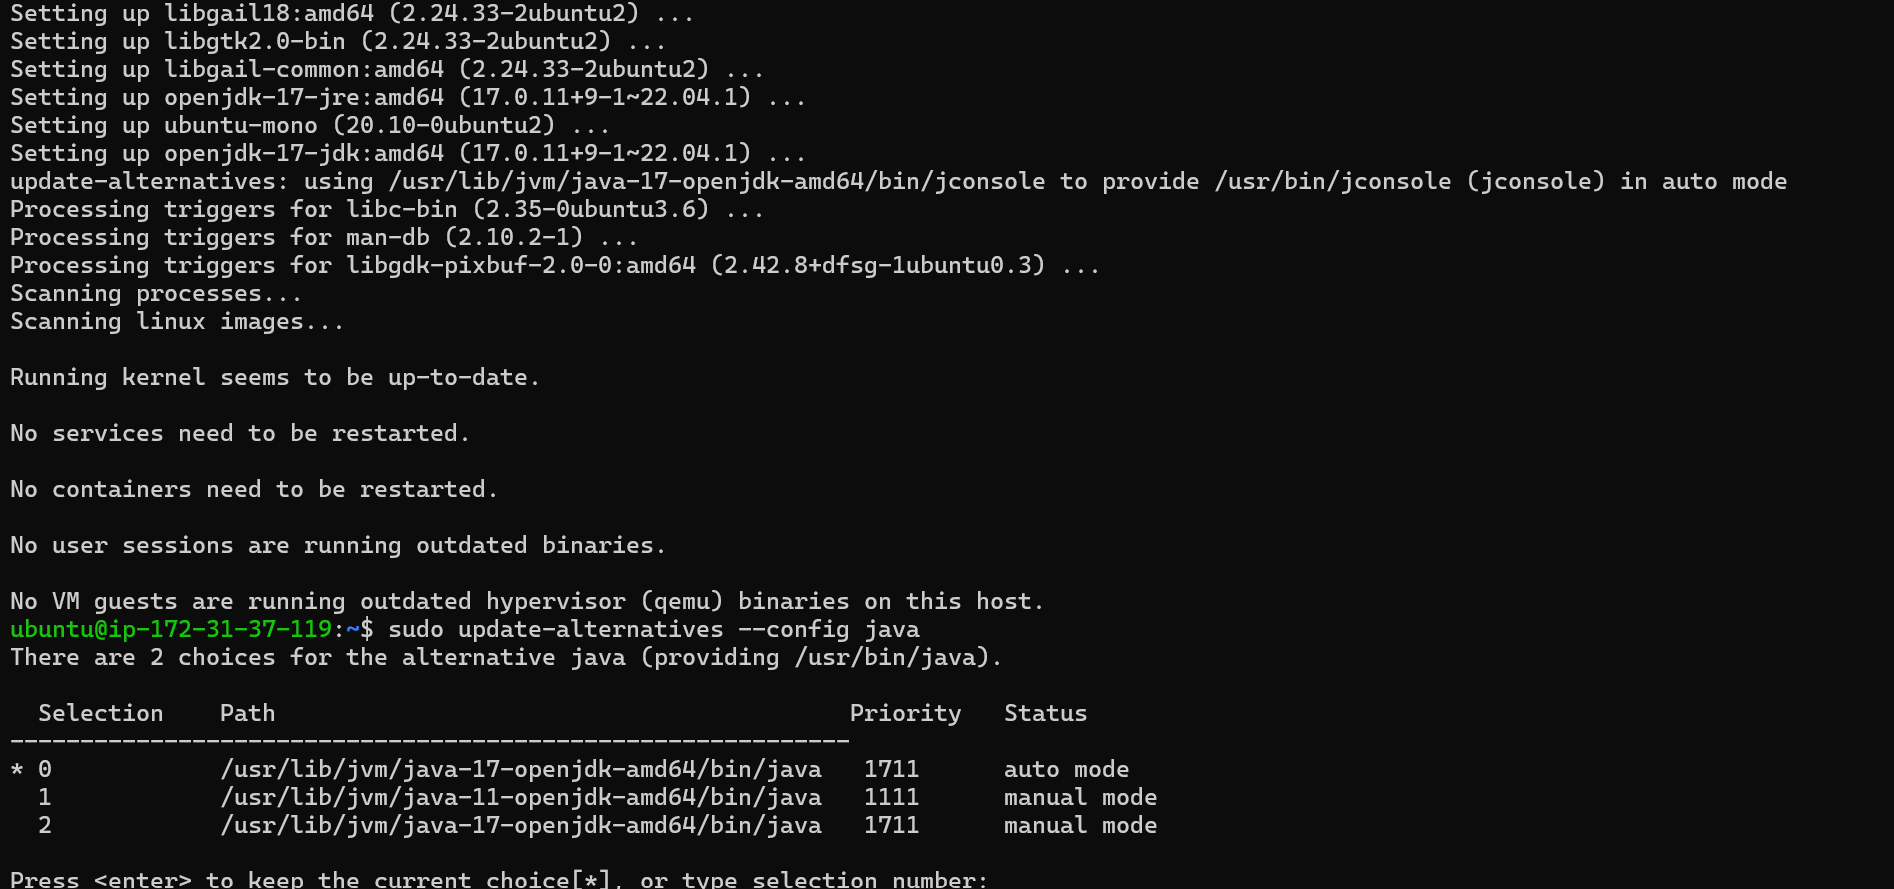 Setting up libgail18:amd64 (2.24.33-2ubuntu2) ...
Setting up libgtk2.0-bin (2.24.33-2ubuntu2) ...
Setting up libgail-common:amd64 (2.24.33-2ubuntu2) ...
Setting up openjdk-17-jre:amd64 (17.0.11+9-1~22.04.1) ...
Setting up ubuntu-mono (20.10-0ubuntu2) ...
Setting up openjdk-17-jdk:amd64 (17.0.11+9-1~22.04.1) ...
update-alternatives: using /usr/lib/jvm/java-17-openjdk-amd64/bin/jconsole to provide /usr/bin/jconsole (jconsole) in auto mode
Processing triggers for libc-bin (2.35-0ubuntu3.6) ...
Processing triggers for man-db (2.10.2-1) ...
Processing triggers for libgdk-pixbuf-2.0-0:amd64 (2.42.8+dfsg-1ubuntu0.3) ...
Scanning processes...
Scanning linux images...

Running kernel seems to be up-to-date.

No services need to be restarted.

No containers need to be restarted.

No user sessions are running outdated binaries.

No VM guests are running outdated hypervisor (qemu) binaries on this host.
ubuntu@ip-172-31-37-119:~$ sudo update-alternatives --config java
There are 2 choices for the alternative java (providing /usr/bin/java).

  Selection    Path                                         Priority   Status
------------------------------------------------------------
* 0            /usr/lib/jvm/java-17-openjdk-amd64/bin/java   1711      auto mode
  1            /usr/lib/jvm/java-11-openjdk-amd64/bin/java   1111      manual mode
  2            /usr/lib/jvm/java-17-openjdk-amd64/bin/java   1711      manual mode

Press <enter> to keep the current choice[*], or type selection number: